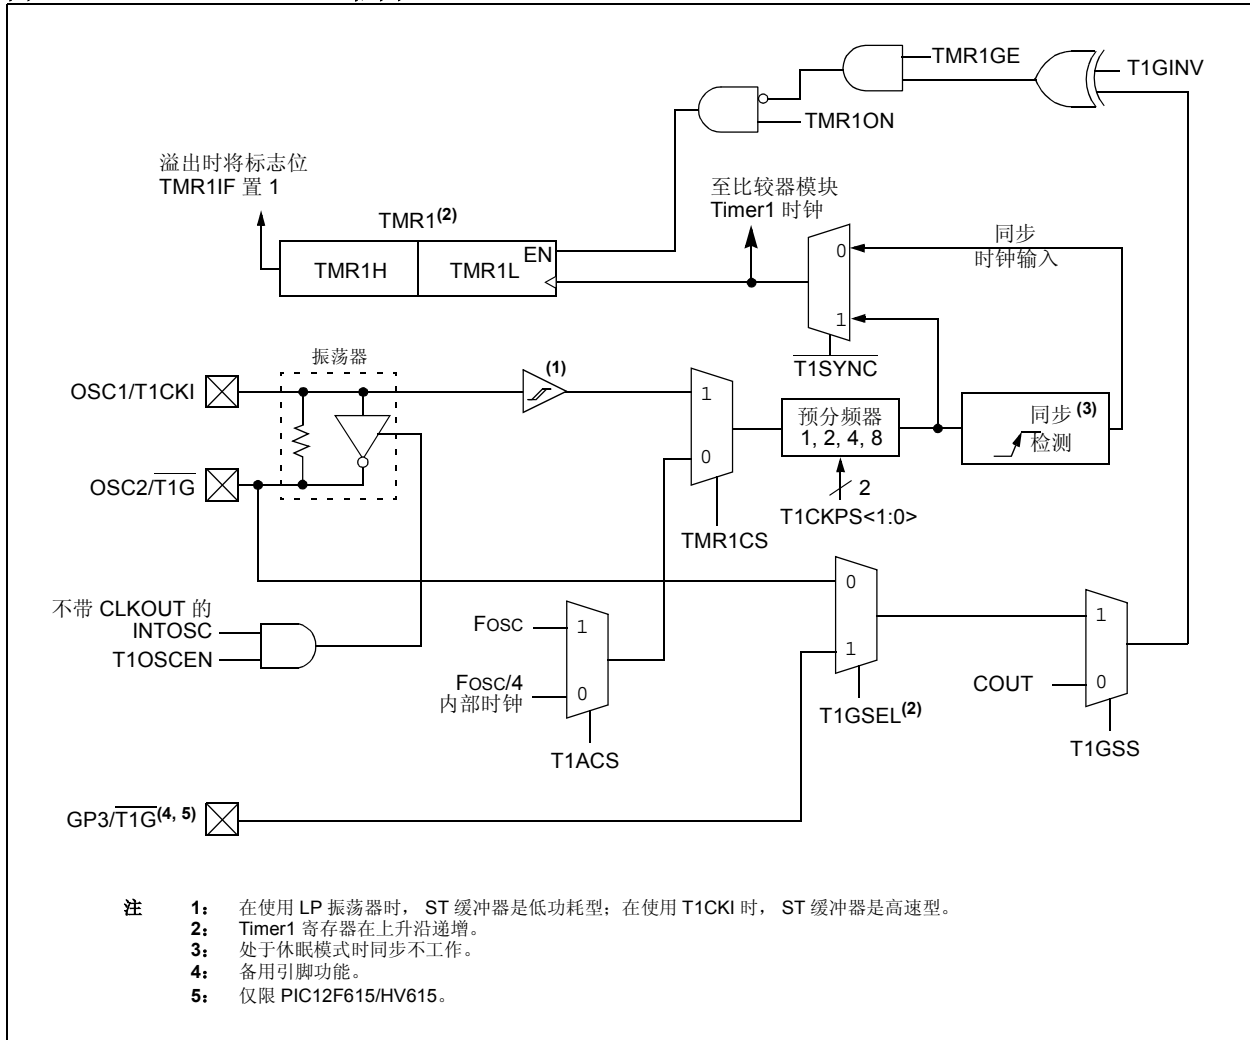 TMR1GE
T1GINV
TMR1ON
溢出时将标志位
TMR1IF 置 1
至比较器模块
Timer1 时钟
TMR1(2)
EN
TMR1H
TMR1L
0
同步
时钟输入
1
T1SYNC
振荡器
(1)
OSC1/T1CKI
1
预分频器
1, 2, 4, 8
同步 (3)
检测
0
OSC2/T1G
2
T1CKPS<1:0>
TMR1CS
0
不带 CLKOUT 的
INTOSC
T1OSCEN
FOSC
1
1
1
FOSC/4
内部时钟
0
COUT
0
T1GSEL(2)
T1GSS
T1ACS
GP3/T1G(4, 5)
注 1: 在使用 LP 振荡器时， ST 缓冲器是低功耗型；在使用 T1CKI 时， ST 缓冲器是高速型。
2: Timer1 寄存器在上升沿递增。
3: 处于休眠模式时同步不工作。
4: 备用引脚功能。
5: 仅限 PIC12F615/HV615。